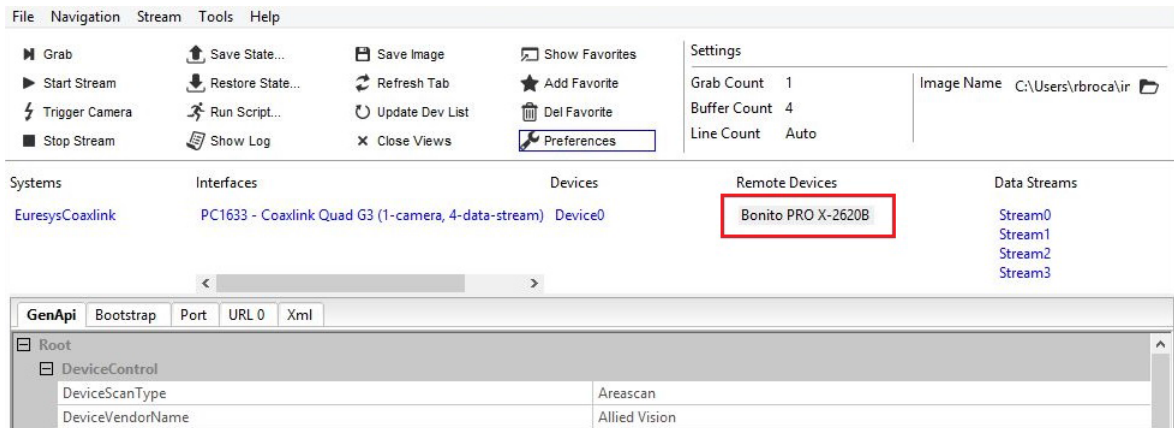 File Navigation Stream Tools Help
Grab Save State... Save Image Show Favorites Settings
Start Stream Restore State... Refresh Tab Add Favorite Grab Count 1 Image Name C:\Users\rbroca\ir
Trigger Camera Run Script... Update Dev List Del Favorite Buffer Count 4
Stop Stream Show Log Close Views Preferences Line Count Auto
Systems Interfaces Devices Remote Devices Data Streams
EuresysCoaxlink PC1633 - Coaxlink Quad G3 (1-camera, 4-data-stream) Device0 Bonito PRO X-2620B Stream0
Stream1
Stream2
Stream3
GenApi Bootstrap Port URL 0 Xml
Root
DeviceControl
DeviceScanType Areascan
DeviceVendorName Allied Vision